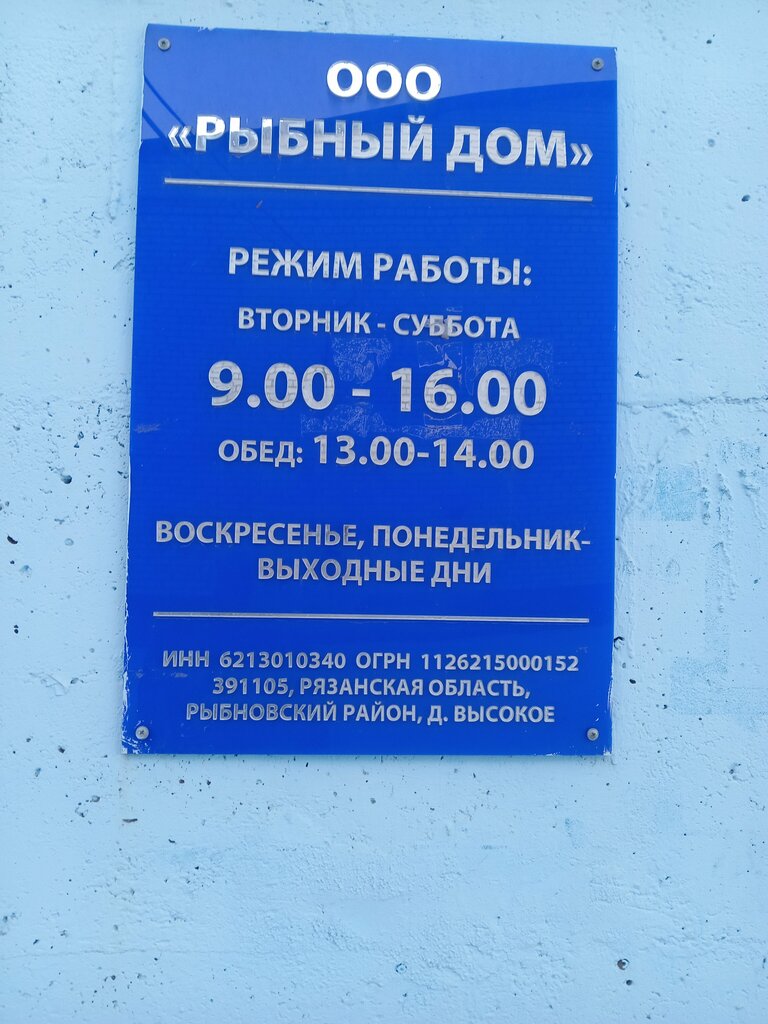 ООО
«РЫБНЫЙ ДОМ»
РЕЖИМ РАБОТЫ:
ВТОРНИК - СУББОТА
9.00 - 16.00
ОБЕД: 13.00-14.00
ВОСКРЕСЕНЬЕ, ПОНЕДЕЛЬНИК-
ВЫХОДНЫЕ ДНИ
ИНН 6213010340 ОГРН 1126215000152
391105, РЯЗАНСКАЯ ОБЛАСТЬ,
РЫБНОВСКИЙ РАЙОН, Д. ВЫСОКОЕ